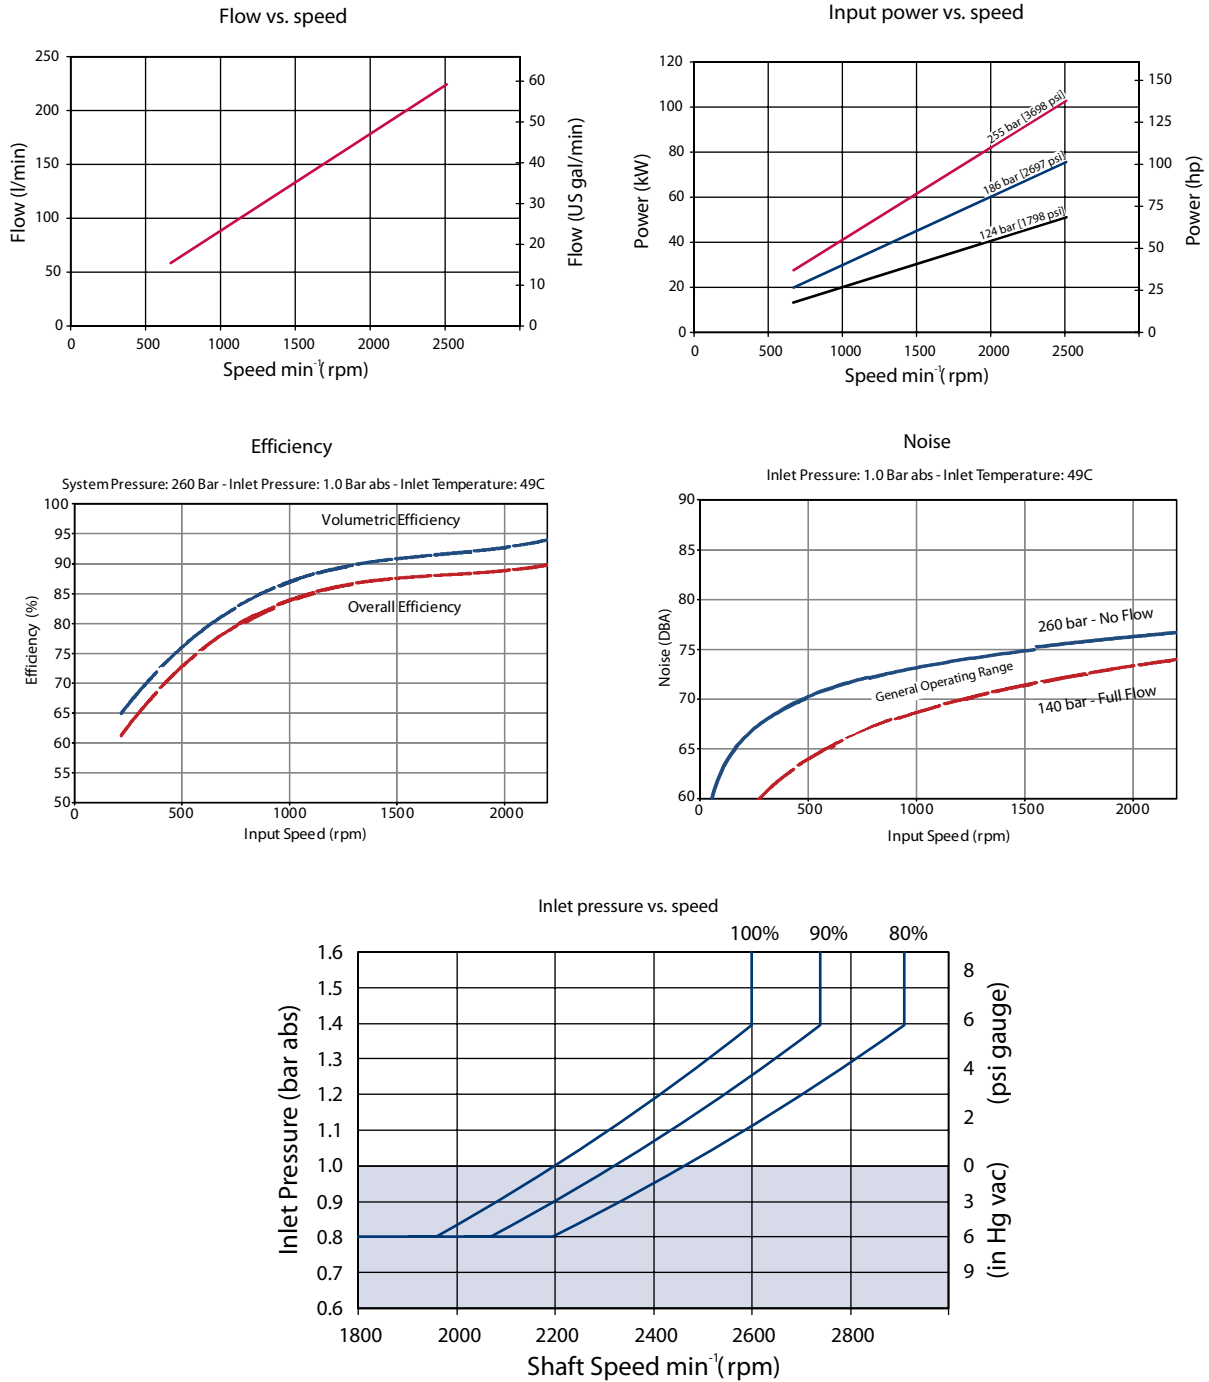 Flow vs. speed
250
200
150
100
50
0
60
50
40
30
20
10
0
0 500 1000 1500 2000 2500
Flow (l/min)
Flow (US gal/min)
Speed min⁻¹( rpm)
Input power vs. speed
120
100
80
60
40
20
0
150
125
100
75
50
25
0
0 500 1000 1500 2000 2500
Power (kW)
Power (hp)
255 bar [3698 psi]
186 bar [2697 psi]
124 bar [1798 psi]
Speed min⁻¹( rpm)
Efficiency
System Pressure: 260 Bar - Inlet Pressure: 1.0 Bar abs - Inlet Temperature: 49C
100
95
90
85
80
75
70
65
60
55
50
0 500 1000 1500 2000
Efficiency (%)
Volumetric Efficiency
Overall Efficiency
Input Speed (rpm)
Noise
Inlet Pressure: 1.0 Bar abs - Inlet Temperature: 49C
90
85
80
75
70
65
60
0 500 1000 1500 2000
Noise (DBA)
260 bar - No Flow
General Operating Range
140 bar - Full Flow
Input Speed (rpm)
Inlet pressure vs. speed
100% 90% 80%
1.6
1.5
1.4
1.3
1.2
1.1
1.0
0.9
0.8
0.7
0.6
8
6
4
2
0
3
6
9
1800 2000 2200 2400 2600 2800
Inlet Pressure (bar abs)
(psi gauge)
(in Hg vac)
Shaft Speed min⁻¹( rpm)